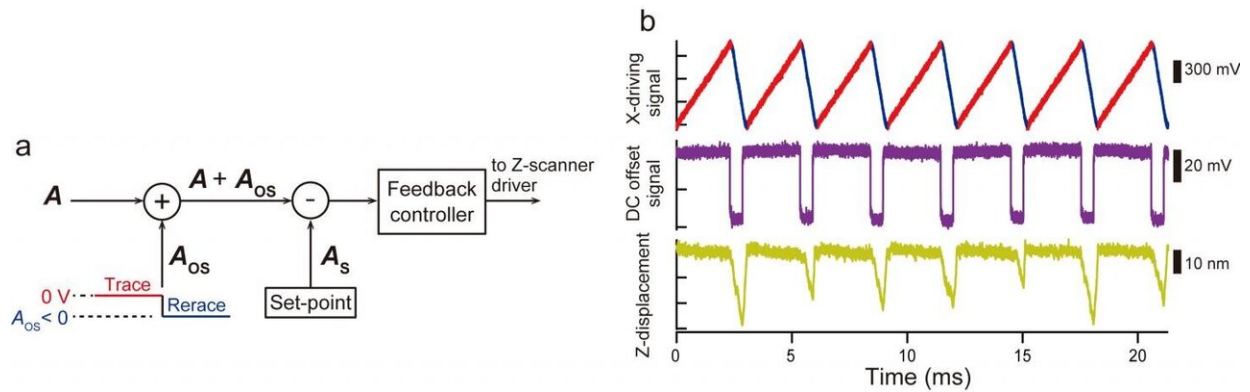 a
A
+
A + A_os
-
Feedback
controller
to Z-scanner
driver
A_os
A_s
Set-point
0 V
Trace
A_os < 0
Rerace
b
X-driving
signal
300 mV
DC offset
signal
20 mV
Z-displacement
10 nm
0
5
10
15
20
Time (ms)